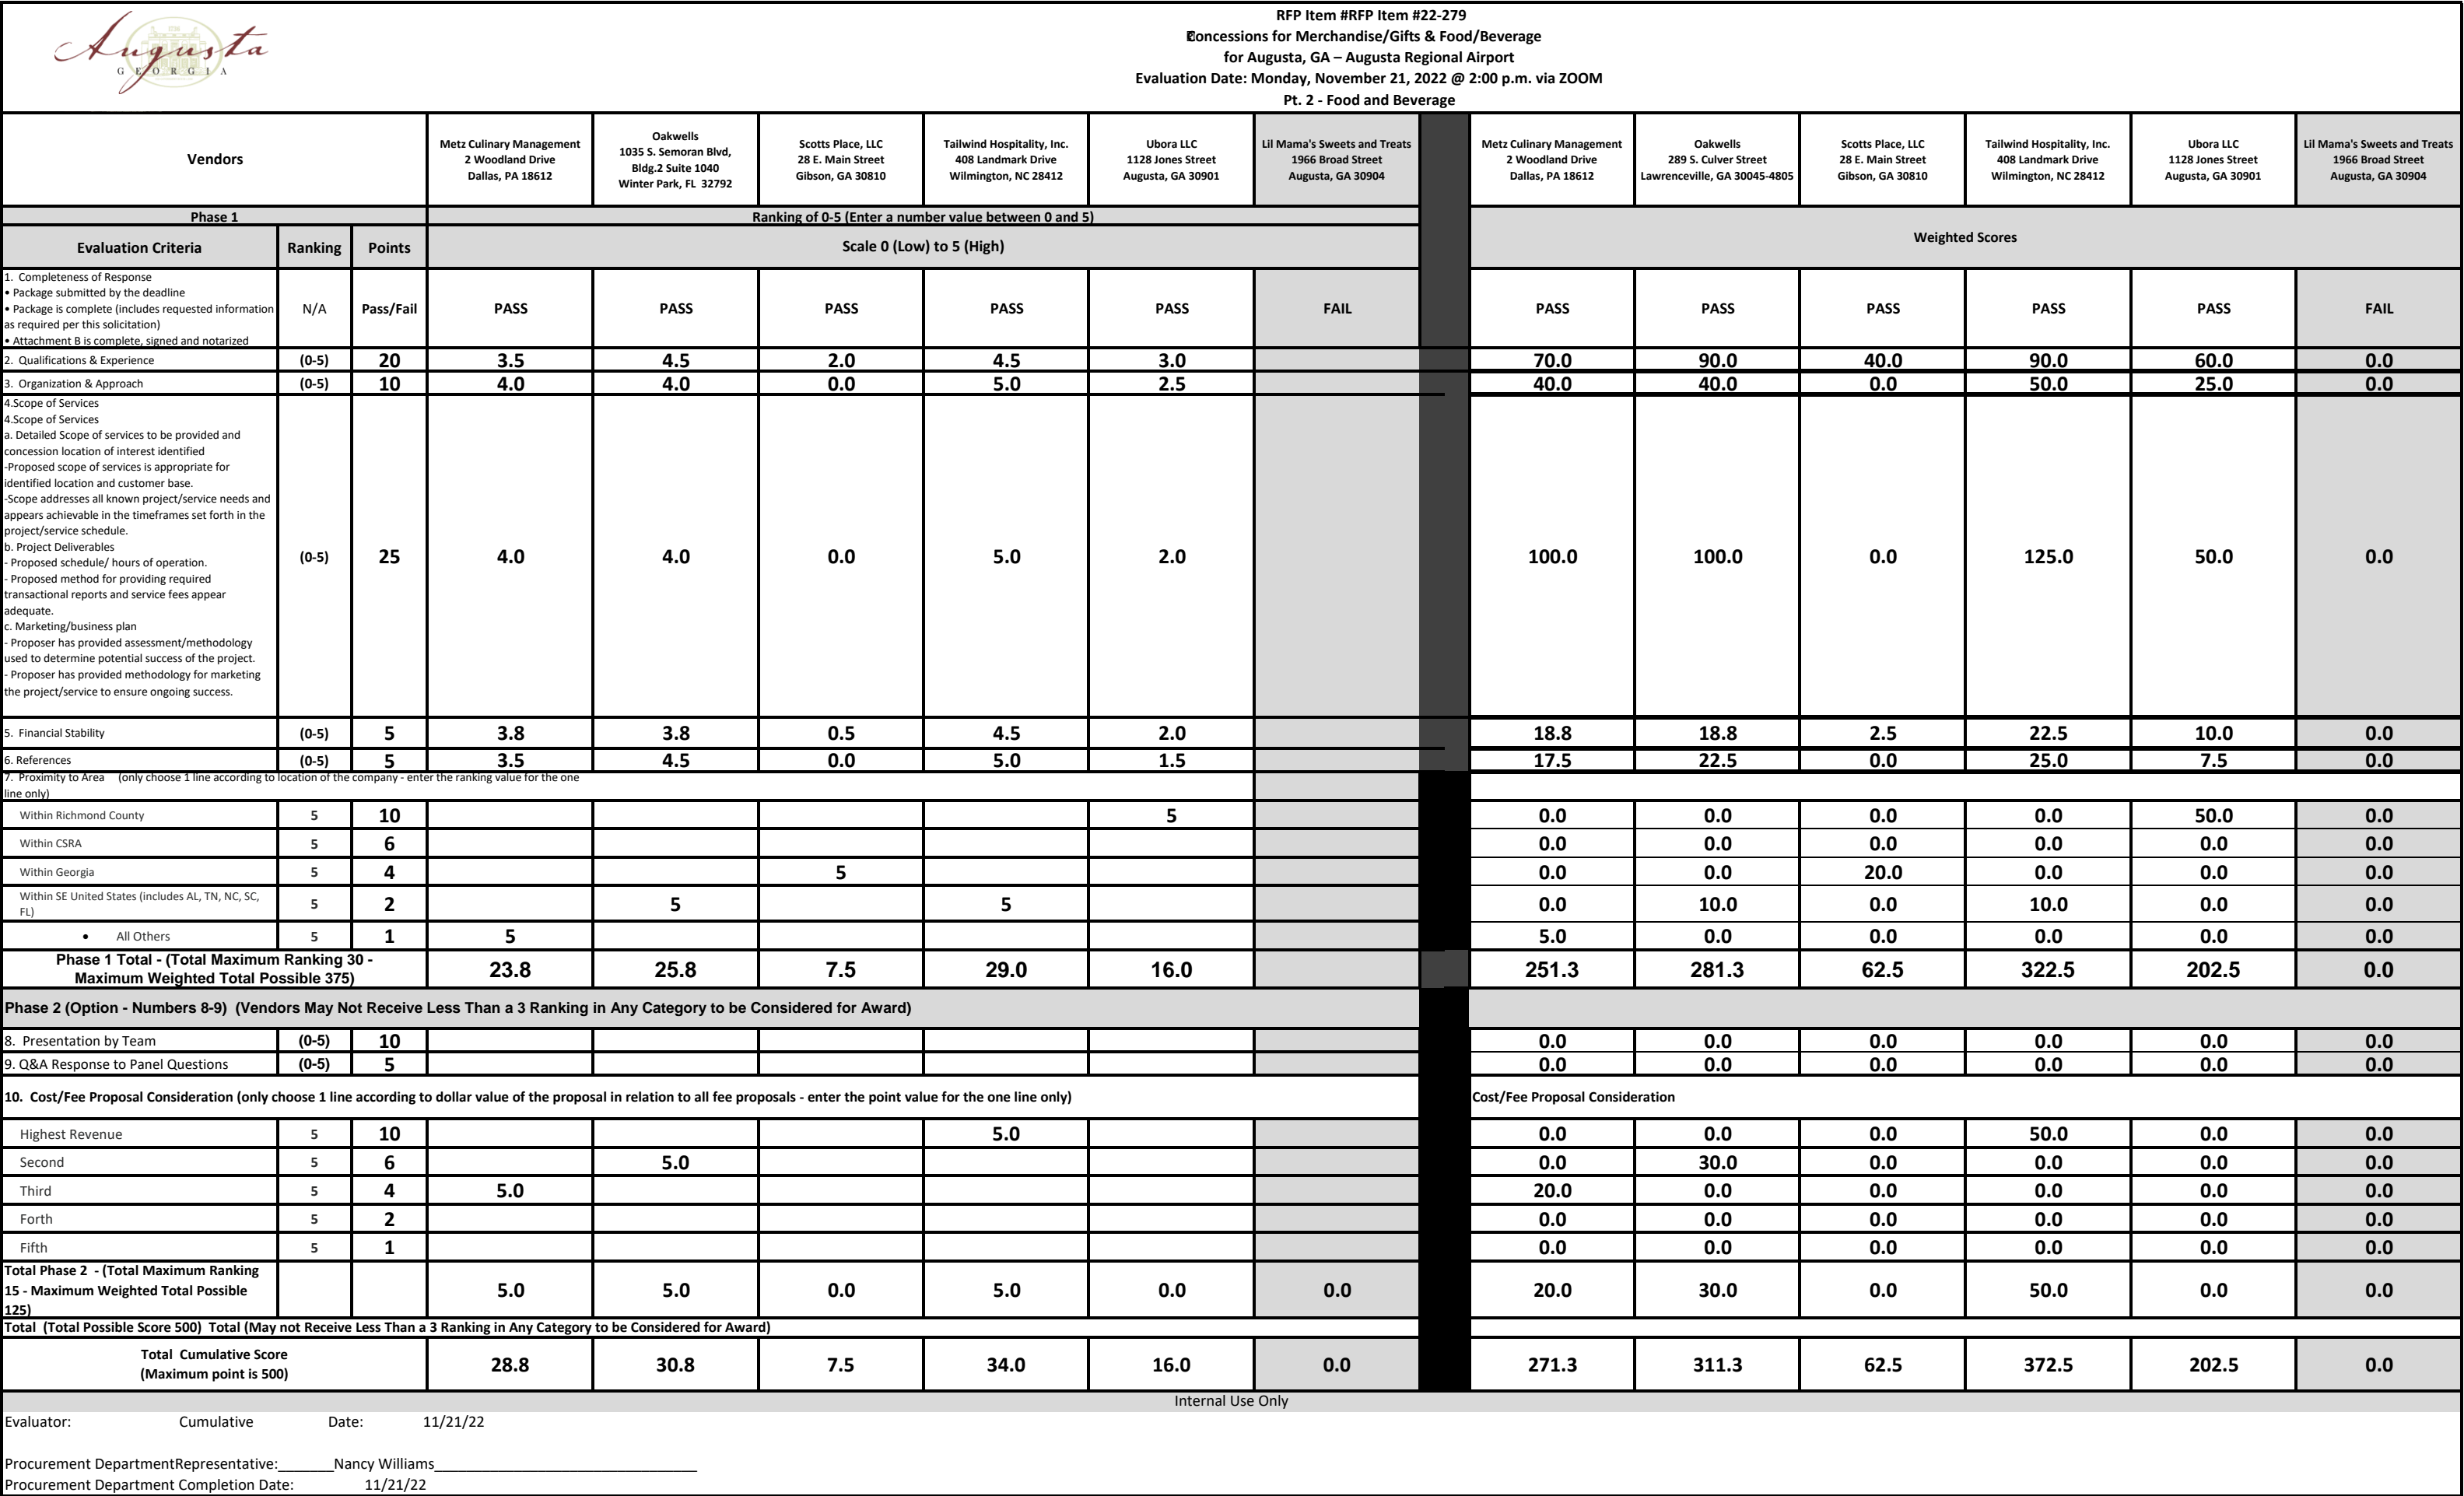 Augusta
GEORGIA
RFP Item #RFP Item #22-279
Concessions for Merchandise/Gifts & Food/Beverage
for Augusta, GA – Augusta Regional Airport
Evaluation Date: Monday, November 21, 2022 @ 2:00 p.m. via ZOOM
Pt. 2 - Food and Beverage
Vendors
Metz Culinary Management
2 Woodland Drive
Dallas, PA 18612
Oakwells
1035 S. Semoran Blvd,
Bldg.2 Suite 1040
Winter Park, FL 32792
Scotts Place, LLC
28 E. Main Street
Gibson, GA 30810
Tailwind Hospitality, Inc.
408 Landmark Drive
Wilmington, NC 28412
Ubora LLC
1128 Jones Street
Augusta, GA 30901
Lil Mama's Sweets and Treats
1966 Broad Street
Augusta, GA 30904
Metz Culinary Management
2 Woodland Drive
Dallas, PA 18612
Oakwells
289 S. Culver Street
Lawrenceville, GA 30045-4805
Scotts Place, LLC
28 E. Main Street
Gibson, GA 30810
Tailwind Hospitality, Inc.
408 Landmark Drive
Wilmington, NC 28412
Ubora LLC
1128 Jones Street
Augusta, GA 30901
Lil Mama's Sweets and Treats
1966 Broad Street
Augusta, GA 30904
Phase 1 Ranking of 0-5 (Enter a number value between 0 and 5)
Evaluation Criteria Ranking Points Scale 0 (Low) to 5 (High) Weighted Scores
1. Completeness of Response
• Package submitted by the deadline
• Package is complete (includes requested information
as required per this solicitation)
• Attachment B is complete, signed and notarized
N/A Pass/Fail PASS PASS PASS PASS PASS FAIL PASS PASS PASS PASS PASS FAIL
2. Qualifications & Experience (0-5) 20 3.5 4.5 2.0 4.5 3.0 70.0 90.0 40.0 90.0 60.0 0.0
3. Organization & Approach (0-5) 10 4.0 4.0 0.0 5.0 2.5 40.0 40.0 0.0 50.0 25.0 0.0
4.Scope of Services
4.Scope of Services
a. Detailed Scope of services to be provided and
concession location of interest identified
-Proposed scope of services is appropriate for
identified location and customer base.
-Scope addresses all known project/service needs and
appears achievable in the timeframes set forth in the
project/service schedule.
b. Project Deliverables
- Proposed schedule/ hours of operation.
- Proposed method for providing required
transactional reports and service fees appear
adequate.
c. Marketing/business plan
- Proposer has provided assessment/methodology
used to determine potential success of the project.
- Proposer has provided methodology for marketing
the project/service to ensure ongoing success.
(0-5) 25 4.0 4.0 0.0 5.0 2.0 100.0 100.0 0.0 125.0 50.0 0.0
5. Financial Stability (0-5) 5 3.8 3.8 0.5 4.5 2.0 18.8 18.8 2.5 22.5 10.0 0.0
6. References (0-5) 5 3.5 4.5 0.0 5.0 1.5 17.5 22.5 0.0 25.0 7.5 0.0
7. Proximity to Area (only choose 1 line according to location of the company - enter the ranking value for the one
line only)
Within Richmond County 5 10 5 0.0 0.0 0.0 0.0 50.0 0.0
Within CSRA 5 6 0.0 0.0 0.0 0.0 0.0 0.0
Within Georgia 5 4 5 0.0 0.0 20.0 0.0 0.0 0.0
Within SE United States (includes AL, TN, NC, SC,
FL)
5 2 5 5 0.0 10.0 0.0 10.0 0.0 0.0
• All Others 5 1 5 5.0 0.0 0.0 0.0 0.0 0.0
Phase 1 Total - (Total Maximum Ranking 30 -
Maximum Weighted Total Possible 375)
23.8 25.8 7.5 29.0 16.0 251.3 281.3 62.5 322.5 202.5 0.0
Phase 2 (Option - Numbers 8-9) (Vendors May Not Receive Less Than a 3 Ranking in Any Category to be Considered for Award)
8. Presentation by Team (0-5) 10 0.0 0.0 0.0 0.0 0.0 0.0
9. Q&A Response to Panel Questions (0-5) 5 0.0 0.0 0.0 0.0 0.0 0.0
10. Cost/Fee Proposal Consideration (only choose 1 line according to dollar value of the proposal in relation to all fee proposals - enter the point value for the one line only) Cost/Fee Proposal Consideration
Highest Revenue 5 10 5.0 0.0 0.0 0.0 50.0 0.0 0.0
Second 5 6 5.0 0.0 30.0 0.0 0.0 0.0 0.0
Third 5 4 5.0 20.0 0.0 0.0 0.0 0.0 0.0
Forth 5 2 0.0 0.0 0.0 0.0 0.0 0.0
Fifth 5 1 0.0 0.0 0.0 0.0 0.0 0.0
Total Phase 2 - (Total Maximum Ranking
15 - Maximum Weighted Total Possible
125)
5.0 5.0 0.0 5.0 0.0 0.0 20.0 30.0 0.0 50.0 0.0 0.0
Total (Total Possible Score 500) Total (May not Receive Less Than a 3 Ranking in Any Category to be Considered for Award)
Total Cumulative Score
(Maximum point is 500)
28.8 30.8 7.5 34.0 16.0 0.0 271.3 311.3 62.5 372.5 202.5 0.0
Internal Use Only
Evaluator: Cumulative Date: 11/21/22
Procurement DepartmentRepresentative:_______Nancy Williams_________________________________
Procurement Department Completion Date: 11/21/22